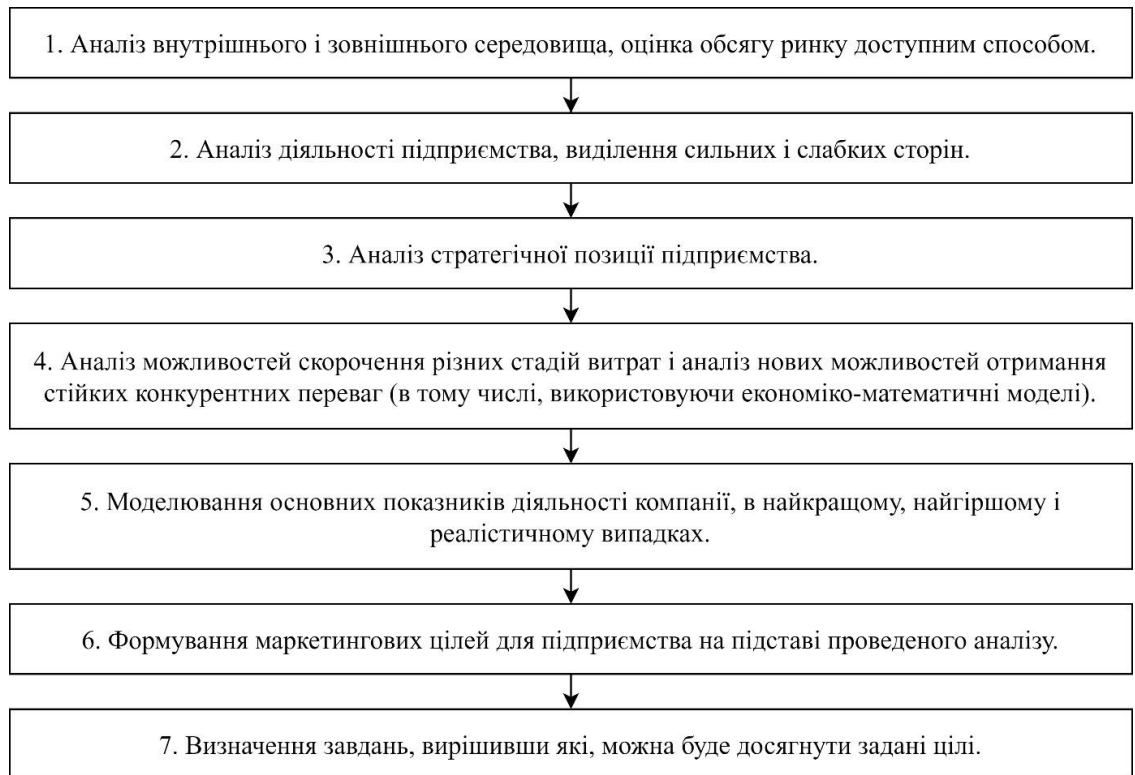 1. Аналіз внутрішнього і зовнішнього середовища, оцінка обсягу ринку доступним способом.
2. Аналіз діяльності підприємства, виділення сильних і слабких сторін.
3. Аналіз стратегічної позиції підприємства.
4. Аналіз можливостей скорочення різних стадій витрат і аналіз нових можливостей отримання
стійких конкурентних переваг (в тому числі, використовуючи економіко-математичні моделі).
5. Моделювання основних показників діяльності компанії, в найкращому, найгіршому і
реалістичному випадках.
6. Формування маркетингових цілей для підприємства на підставі проведеного аналізу.
7. Визначення завдань, вирішивши які, можна буде досягнути задані цілі.